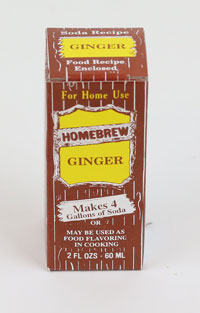 Soda Recipe
GINGER
Food Recipe
Enclosed
For Home Use
HOMEBREW
GINGER
Makes 4
Gallons of Soda
OR
MAY BE USED AS
FOOD FLAVORING
IN COOKING
2 FL OZS - 60 ML